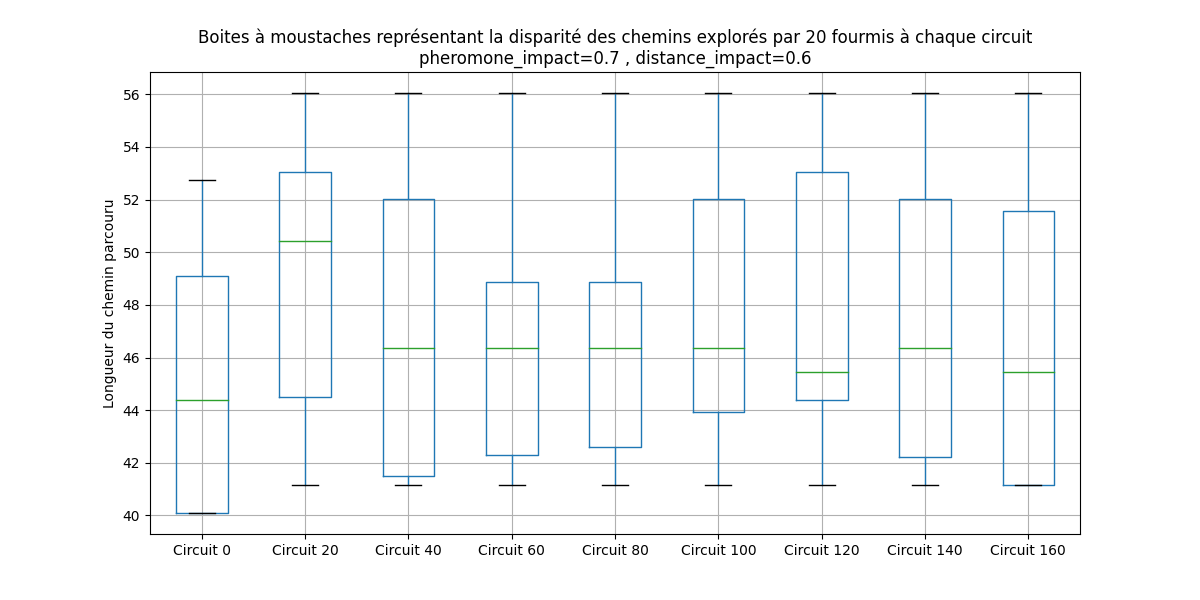 Boites à moustaches représentant la disparité des chemins explorés par 20 fourmis à chaque circuit
pheromone_impact=0.7 , distance_impact=0.6
Longueur du chemin parcouru
56
54
52
50
48
46
44
42
40
Circuit 0 Circuit 20 Circuit 40 Circuit 60 Circuit 80 Circuit 100 Circuit 120 Circuit 140 Circuit 160